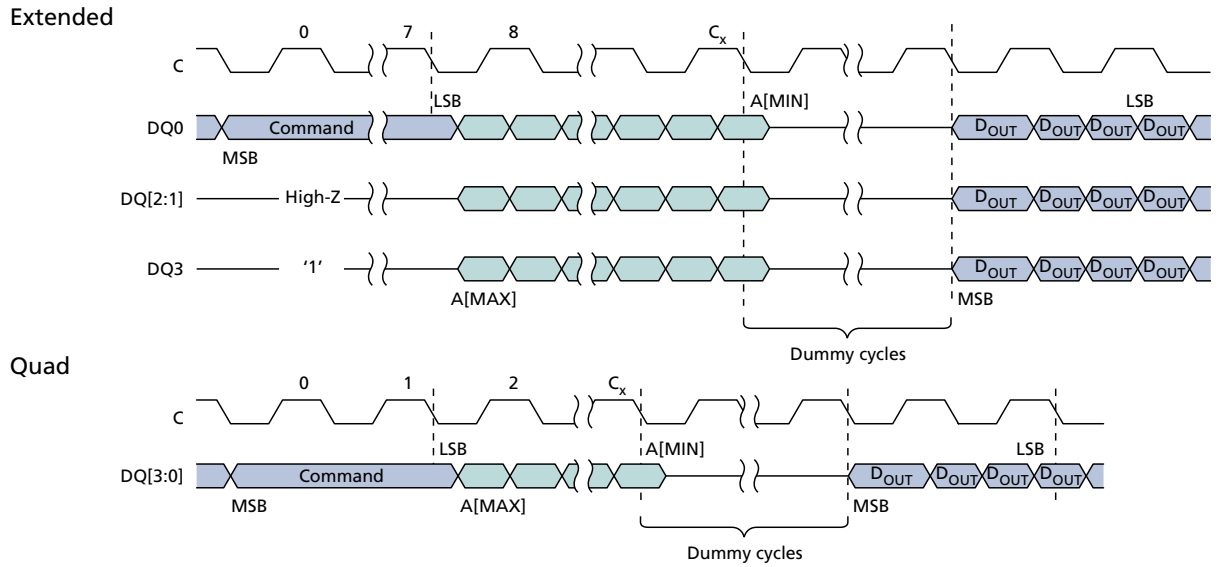 Extended
0 7 8 Cx
C
LSB A[MIN] LSB
DQ0 Command DOUT DOUT DOUT DOUT
MSB
DQ[2:1] High-Z DOUT DOUT DOUT DOUT
DQ3 ‘1’ DOUT DOUT DOUT DOUT
A[MAX] MSB
Dummy cycles
Quad
0 1 2 Cx
C
LSB A[MIN] LSB
DQ[3:0] Command DOUT DOUT DOUT DOUT
MSB A[MAX] MSB
Dummy cycles